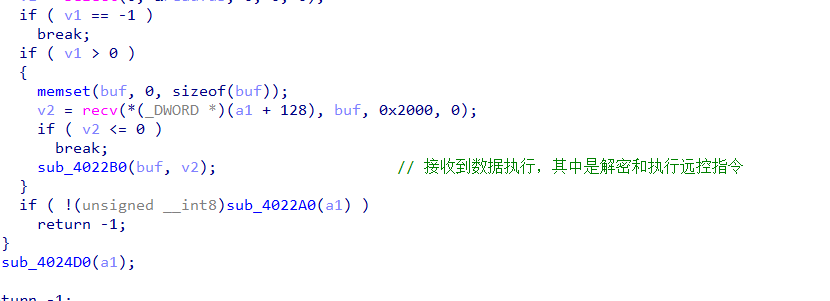 if ( v1 == -1 )
break;
if ( v1 > 0 )
{
memset(buf, 0, sizeof(buf));
v2 = recv(*(_DWORD *)(a1 + 128), buf, 0x2000, 0);
if ( v2 <= 0 )
break;
sub_4022B0(buf, v2); // 接收到数据执行，其中是解密和执行远控指令
}
if ( !(unsigned __int8)sub_4022A0(a1) )
return -1;
}
sub_4024D0(a1);
turn -1;